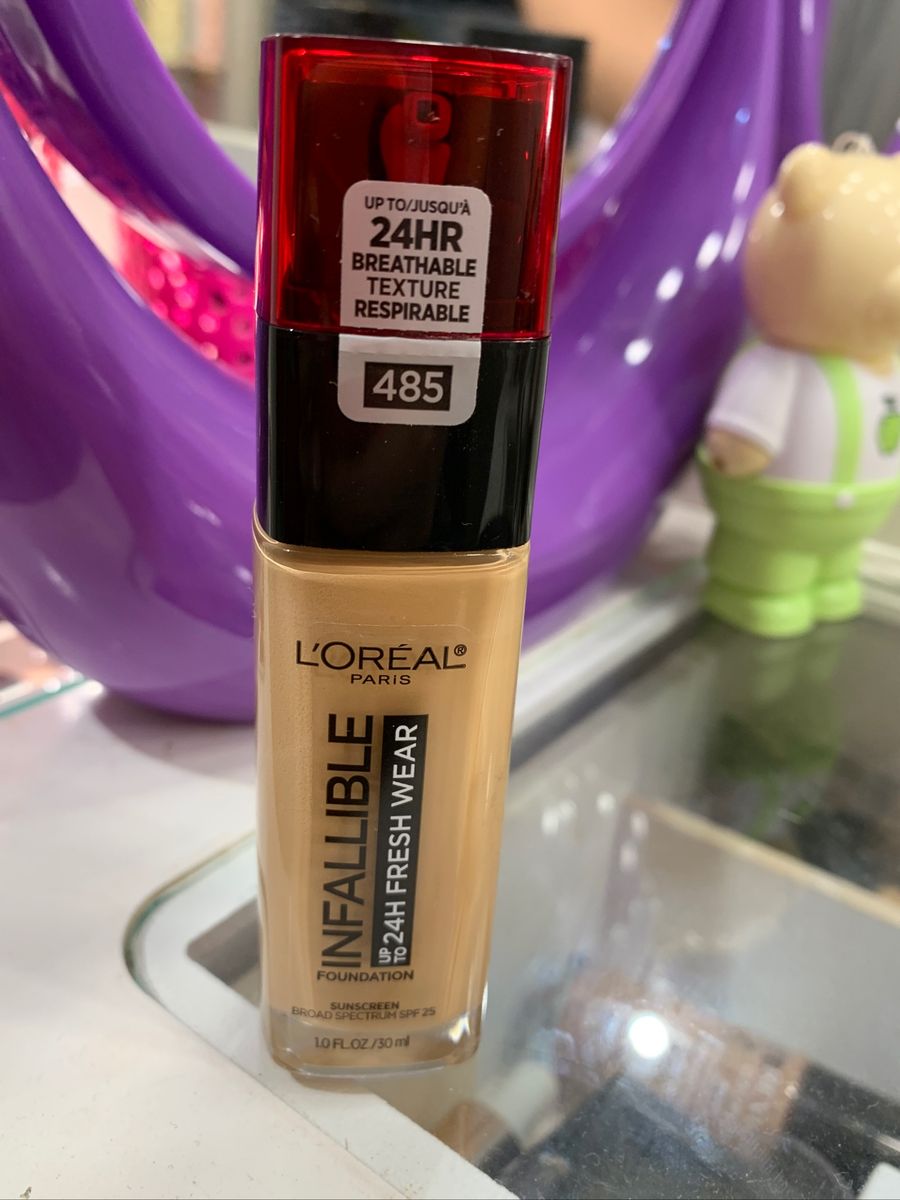 UP TO/JUSQU'À
24HR
BREATHABLE
TEXTURE
RESPIRABLE
485
L'ORÉAL®
PARIS
INFALLIBLE
UP TO 24H FRESH WEAR
FOUNDATION
SUNSCREEN
BROAD SPECTRUM SPF 25
1.0 FL.OZ./30 ml